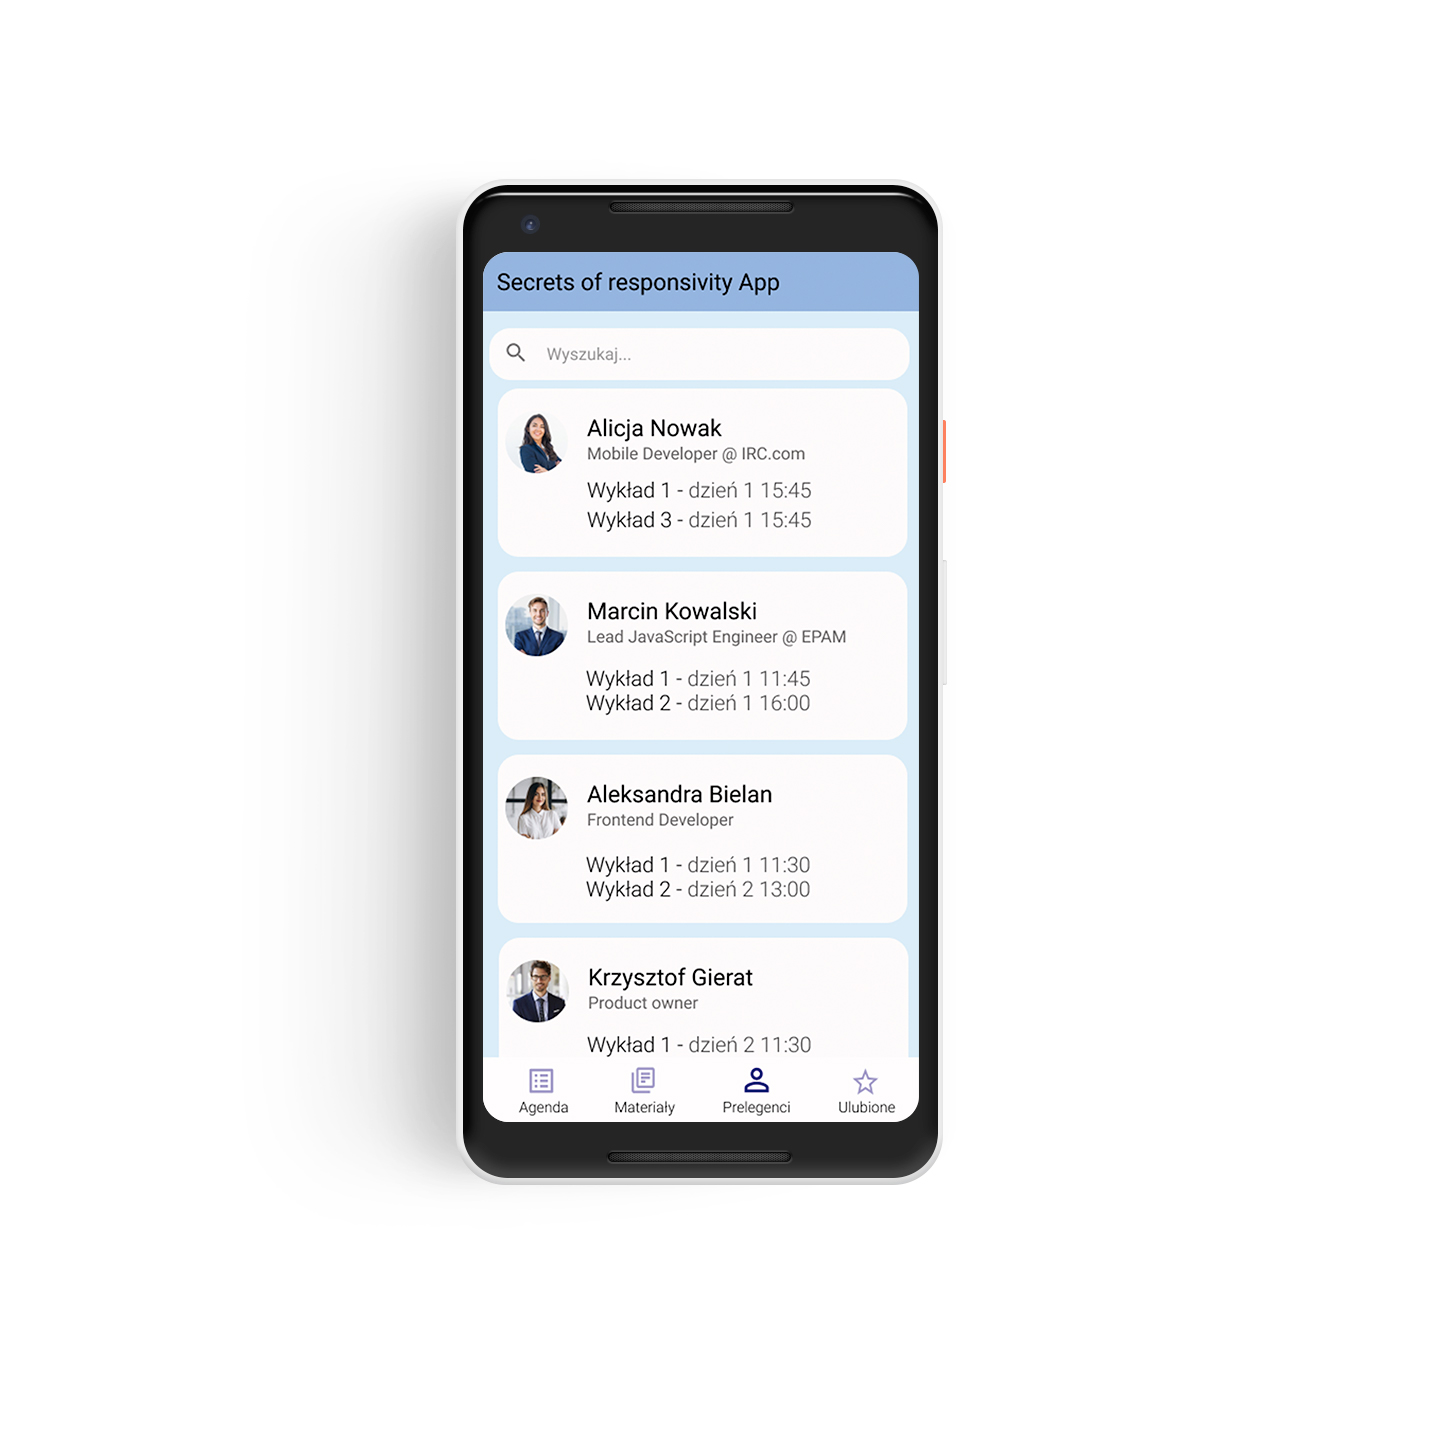 Secrets of responsivity App
Wyszukaj...
Alicja Nowak
Mobile Developer @ IRC.com
Wykład 1 - dzień 1 15:45
Wykład 3 - dzień 1 15:45
Marcin Kowalski
Lead JavaScript Engineer @ EPAM
Wykład 1 - dzień 1 11:45
Wykład 2 - dzień 1 16:00
Aleksandra Bielan
Frontend Developer
Wykład 1 - dzień 1 11:30
Wykład 2 - dzień 2 13:00
Krzysztof Gierat
Product owner
Wykład 1 - dzień 2 11:30
Agenda Materiały Prelegenci Ulubione